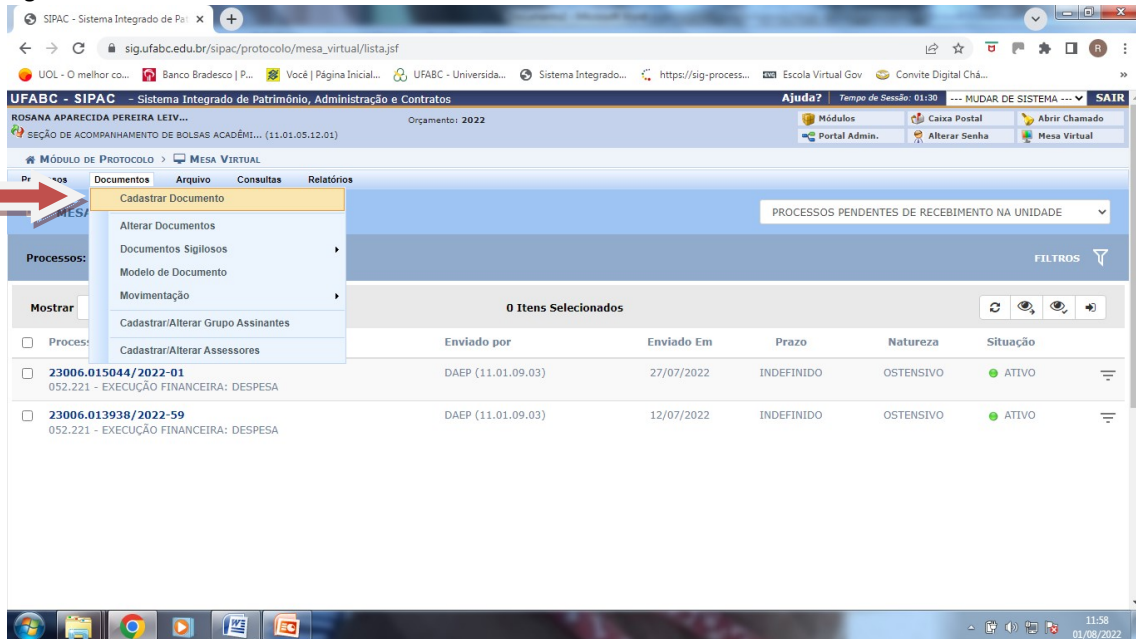 SIPAC - Sistema Integrado de Pat
sig.ufabc.edu.br/sipac/protocolo/mesa_virtual/lista.jsf
UOL - O melhor co... Banco Bradesco | P... Você | Página Inicial... UFABC - Universida... Sistema Integrado... https://sig-process... Escola Virtual Gov Convite Digital Chá... »
UFABC - SIPAC - Sistema Integrado de Patrimônio, Administração e Contratos Ajuda? Tempo de Sessão: 01:30 --- MUDAR DE SISTEMA --- SAIR
ROSANA APARECIDA PEREIRA LEIV... Orçamento: 2022 Módulos Caixa Postal Abrir Chamado
SEÇÃO DE ACOMPANHAMENTO DE BOLSAS ACADÊMI... (11.01.05.12.01) Portal Admin. Alterar Senha Mesa Virtual
MÓDULO DE PROTOCOLO > MESA VIRTUAL
Documentos Arquivo Consultas Relatórios
Cadastrar Documento
PROCESSOS PENDENTES DE RECEBIMENTO NA UNIDADE
Alterar Documentos
Documentos Sigilosos
Processos: FILTROS
Modelo de Documento
Movimentação
Mostrar 0 Itens Selecionados
Cadastrar/Alterar Grupo Assinantes
Cadastrar/Alterar Assessores
Enviado por Enviado Em Prazo Natureza Situação
23006.015044/2022-01 DAEP (11.01.09.03) 27/07/2022 INDEFINIDO OSTENSIVO ATIVO
052.221 - EXECUÇÃO FINANCEIRA: DESPESA
23006.013938/2022-59 DAEP (11.01.09.03) 12/07/2022 INDEFINIDO OSTENSIVO ATIVO
052.221 - EXECUÇÃO FINANCEIRA: DESPESA
11:58
01/08/2022